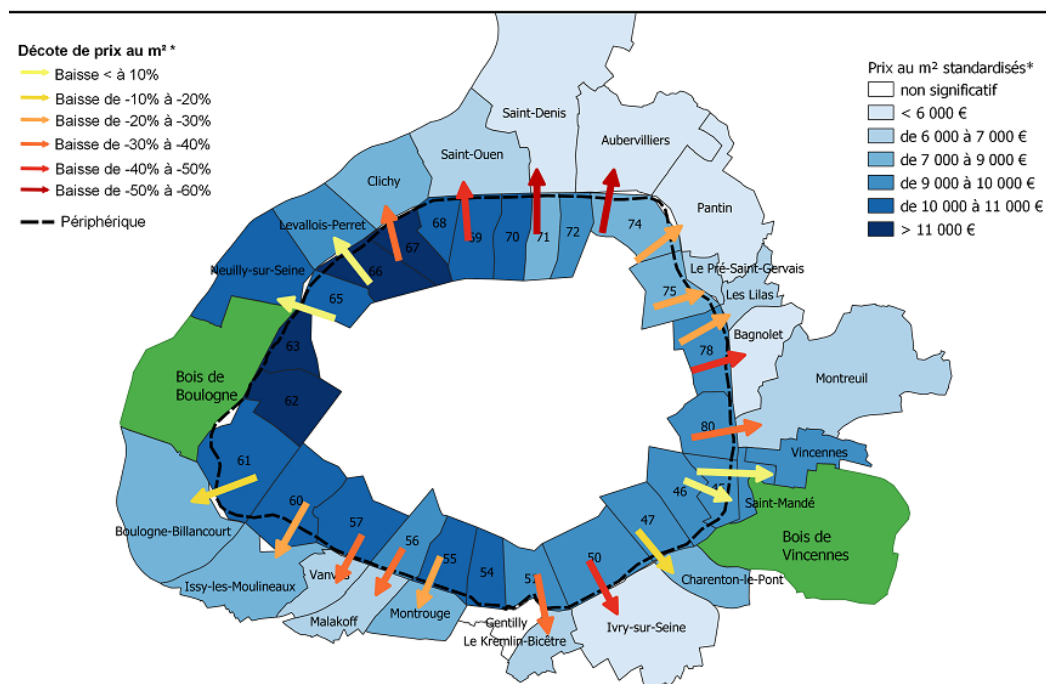 Décote de prix au m² *
Baisse < à 10%
Baisse de -10% à -20%
Baisse de -20% à -30%
Baisse de -30% à -40%
Baisse de -40% à -50%
Baisse de -50% à -60%
Périphérique
Prix au m² standardisés*
non significatif
< 6 000 €
de 6 000 à 7 000 €
de 7 000 à 9 000 €
de 9 000 à 10 000 €
de 10 000 à 11 000 €
> 11 000 €
Saint-Denis
Aubervilliers
Saint-Ouen
Clichy
Pantin
Levallois-Perret
Neuilly-sur-Seine
Le Pré-Saint-Gervais
Les Lilas
Bagnolet
Montreuil
Bois de
Boulogne
Vincennes
Saint-Mandé
Bois de
Vincennes
Charenton-le-Pont
Boulogne-Billancourt
Issy-les-Moulineaux
Vanves
Malakoff
Montrouge
Gentilly
Le Kremlin-Bicêtre
Ivry-sur-Seine
68
69
70
71
72
74
67
66
65
75
63
78
62
80
61
46
45
60
47
57
56
55
54
50